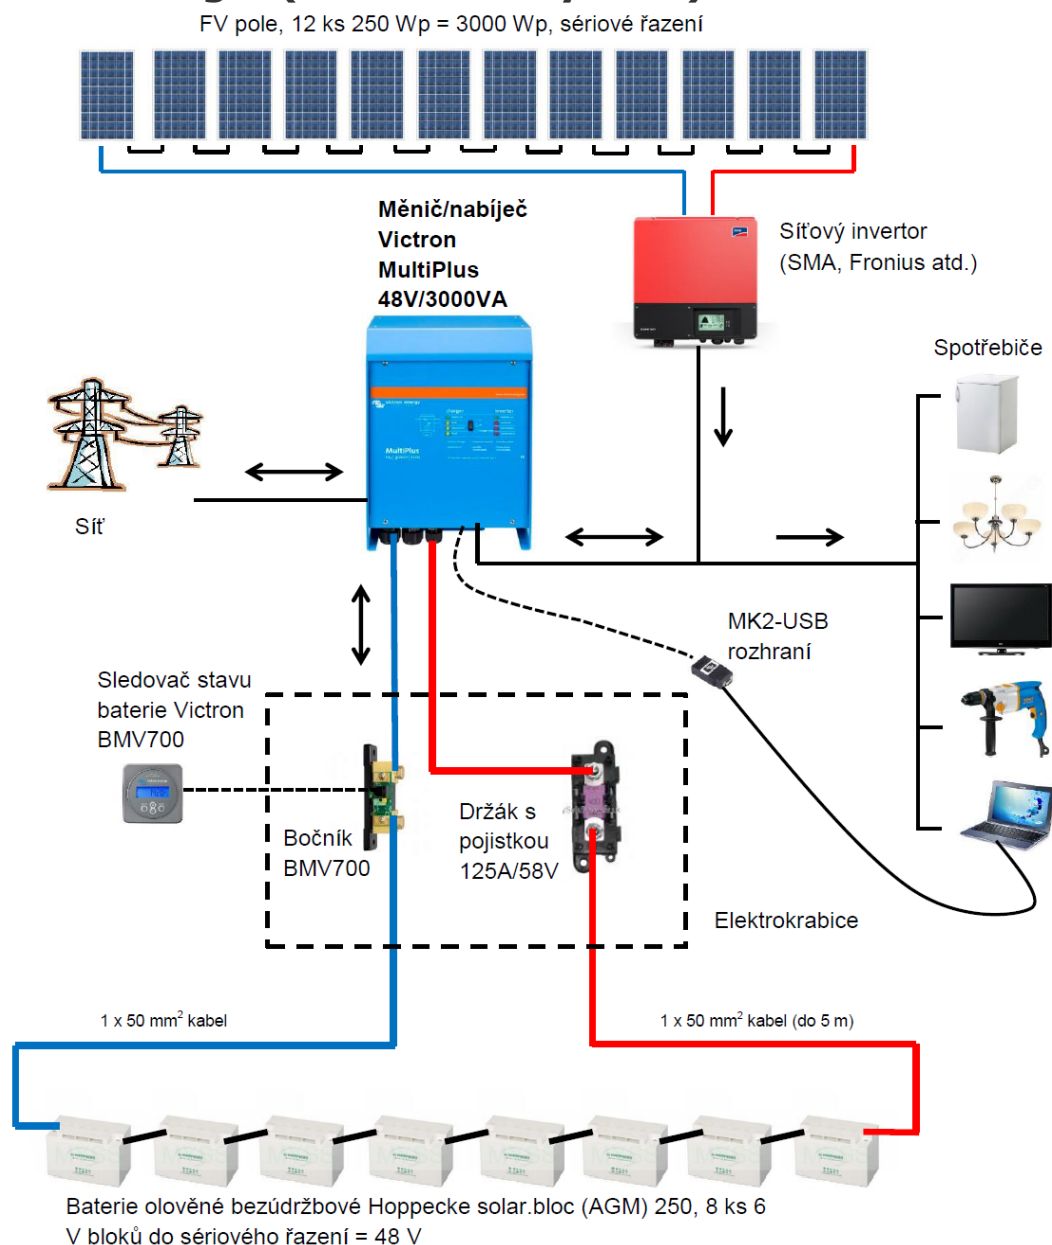 FV pole, 12 ks 250 Wp = 3000 Wp, sériové řazení
Měnič/nabíječ
Victron
MultiPlus
48V/3000VA
Síťový invertor
(SMA, Fronius atd.)
Spotřebiče
charger
inverter
MultiPlus
Síť
MK2-USB
rozhraní
Sledovač stavu
baterie Victron
BMV700
Bočník
BMV700
Držák s
pojistkou
125A/58V
Elektrokrabice
1 x 50 mm² kabel
1 x 50 mm² kabel (do 5 m)
Baterie olověné bezúdržbové Hoppecke solar.bloc (AGM) 250, 8 ks 6
V bloků do sériového řazení = 48 V